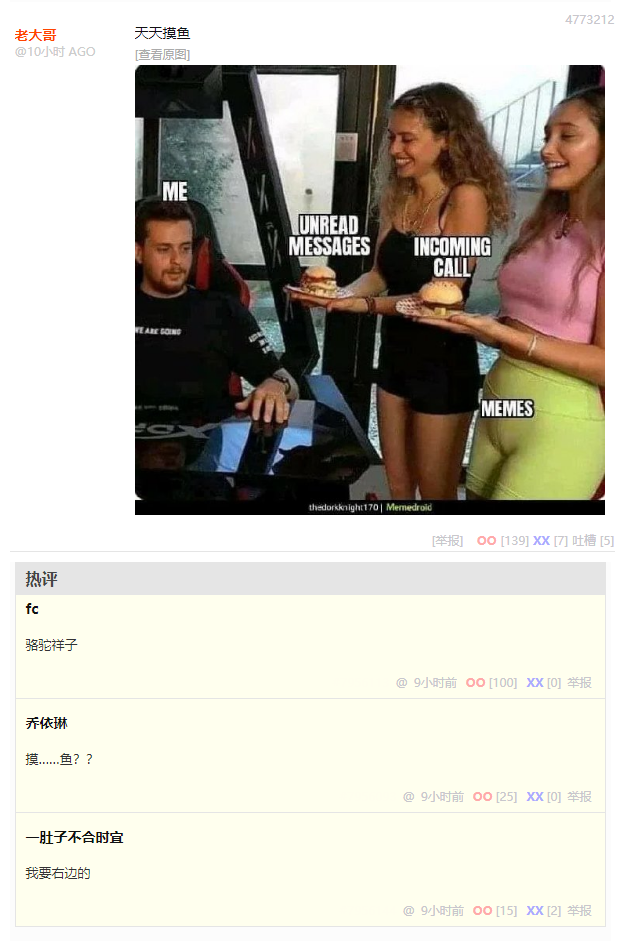 4773212
老大哥
@10小时 AGO
天天摸鱼
[查看原图]
ME
UNREAD
MESSAGES
INCOMING
CALL
WE ARE GOING
MEMES
thedorkknight170 | Memedroid
[举报] OO [139] XX [7] 吐槽 [5]
热评
fc
骆驼祥子
@ 9小时前 OO [100] XX [0] 举报
乔依琳
摸……鱼？？
@ 9小时前 OO [25] XX [0] 举报
一肚子不合时宜
我要右边的
@ 9小时前 OO [15] XX [2] 举报